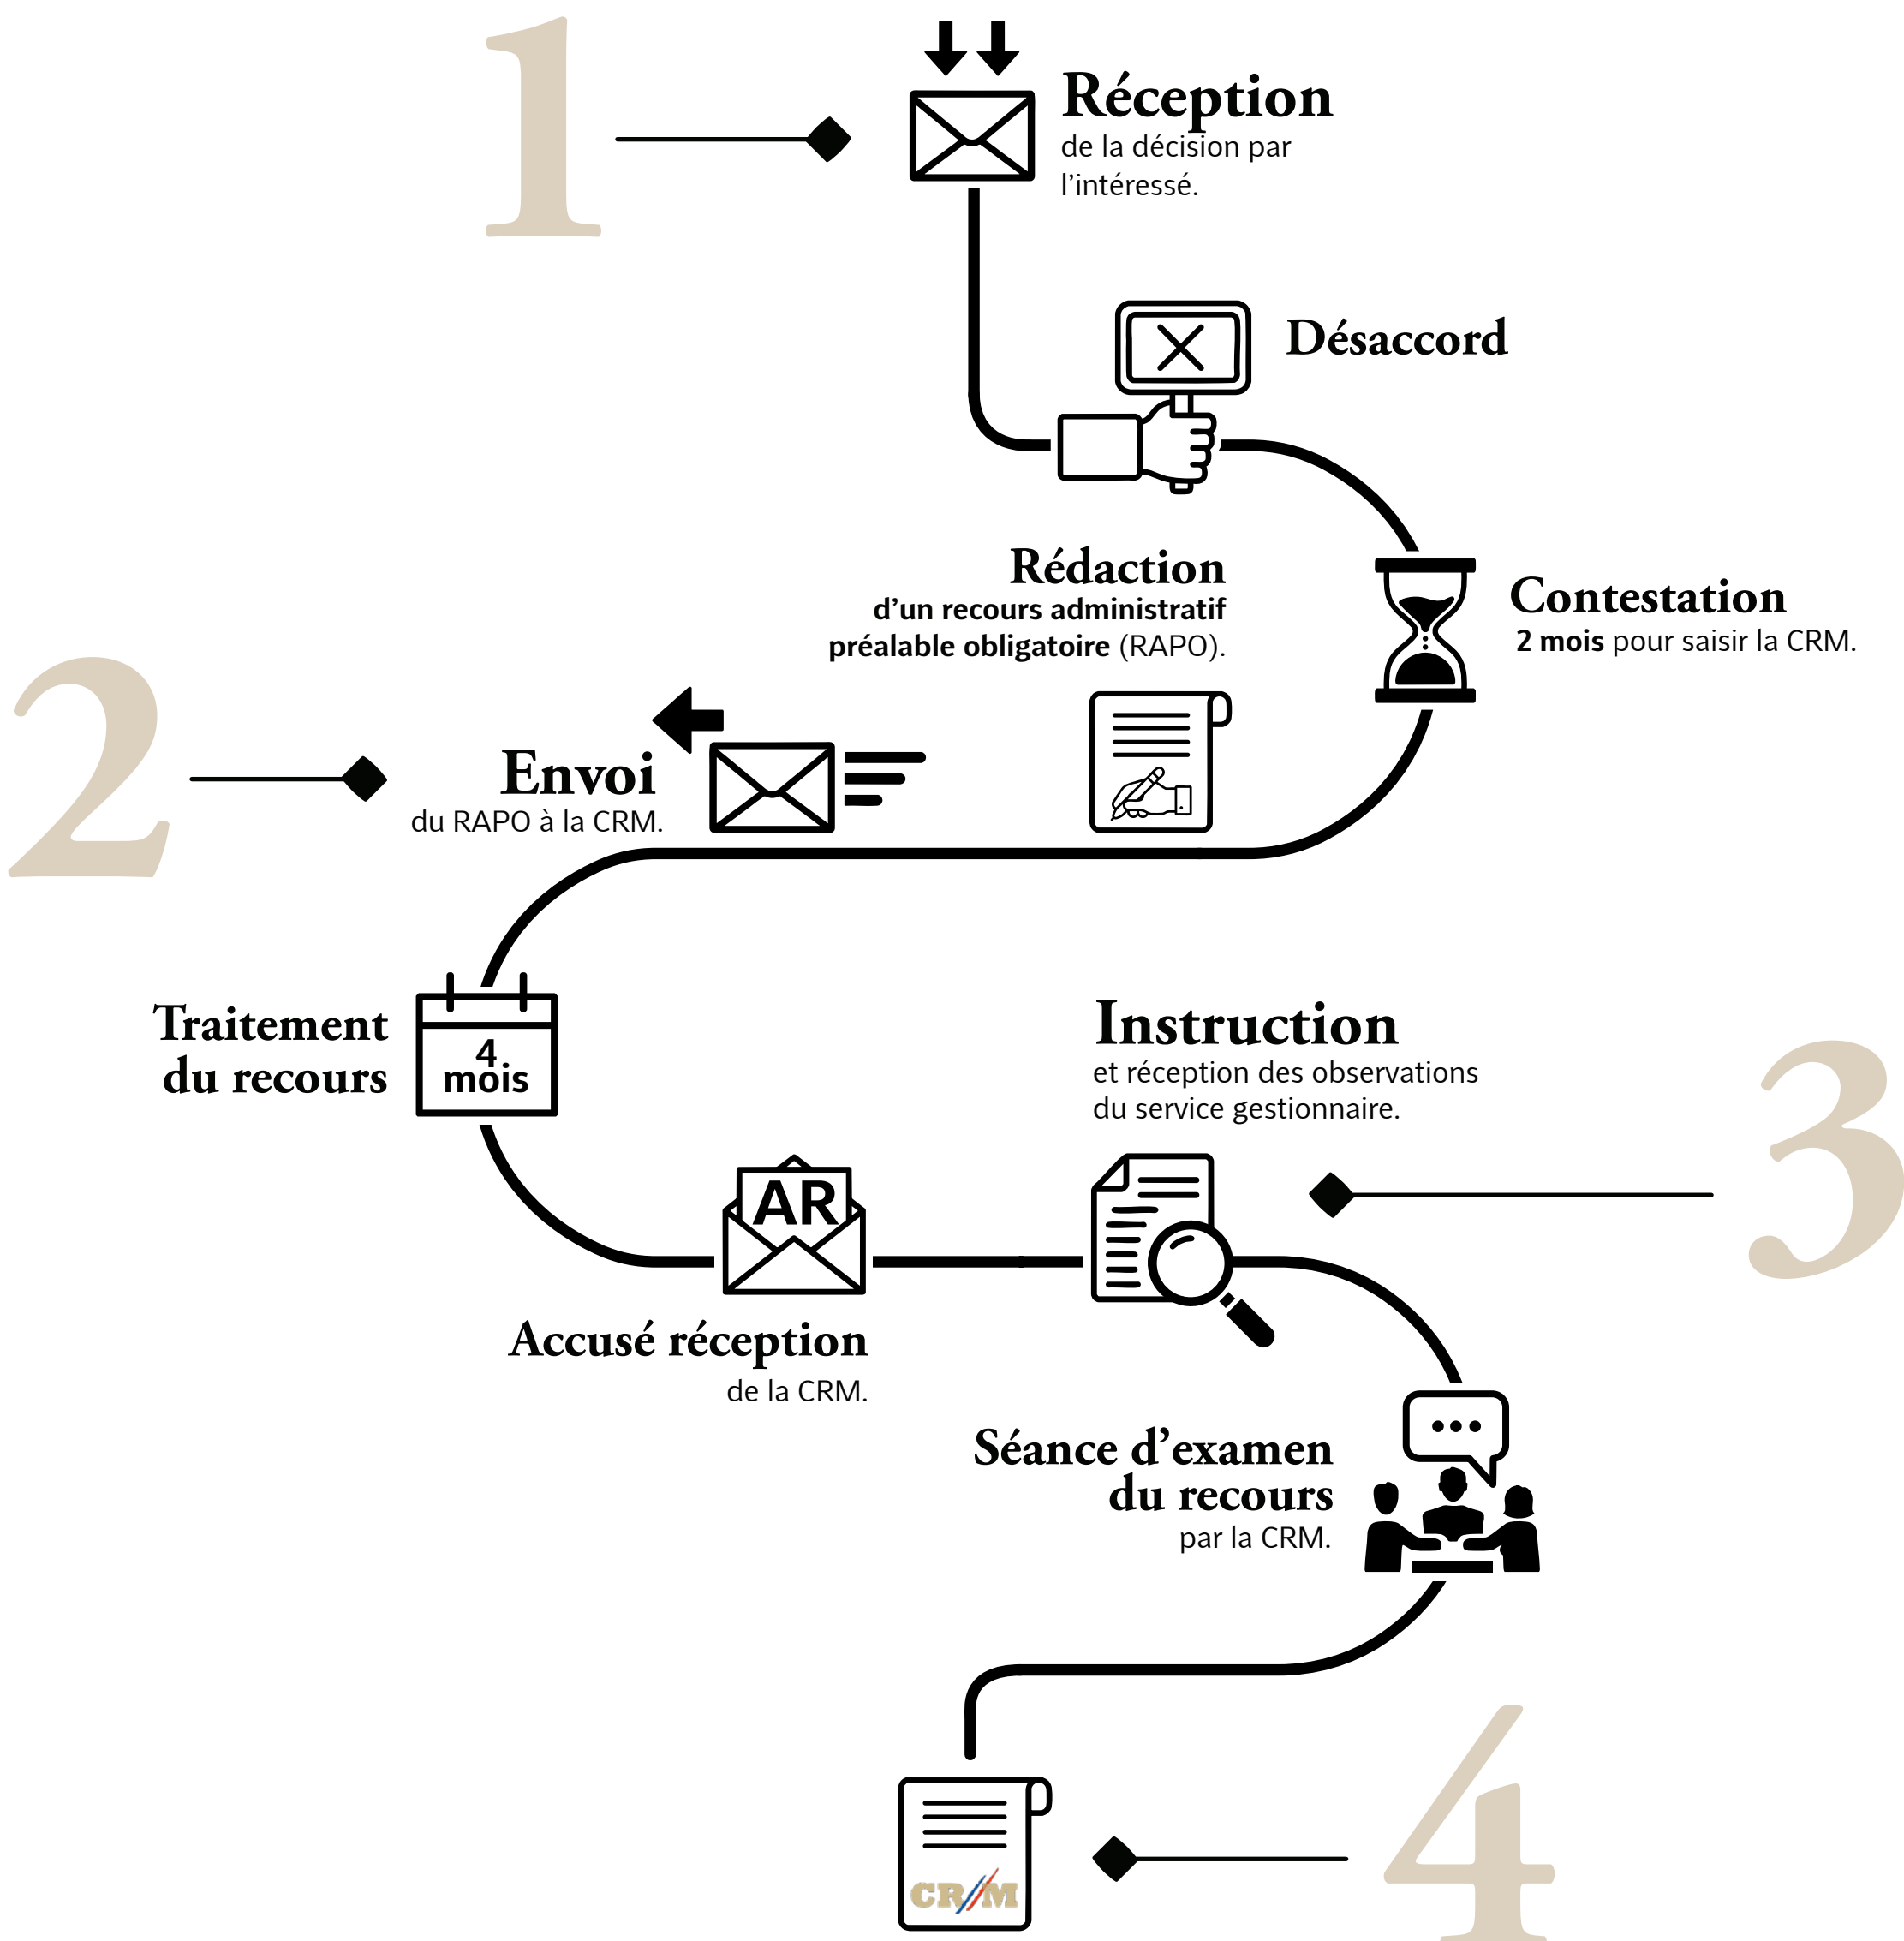 1
Réception
de la décision par
l’intéressé.
Désaccord
Contestation
2 mois pour saisir la CRM.
Rédaction
d’un recours administratif
préalable obligatoire (RAPO).
2
Envoi
du RAPO à la CRM.
Traitement
du recours
4
mois
AR
Accusé réception
de la CRM.
3
Instruction
et réception des observations
du service gestionnaire.
Séance d’examen
du recours
par la CRM.
4
CRM